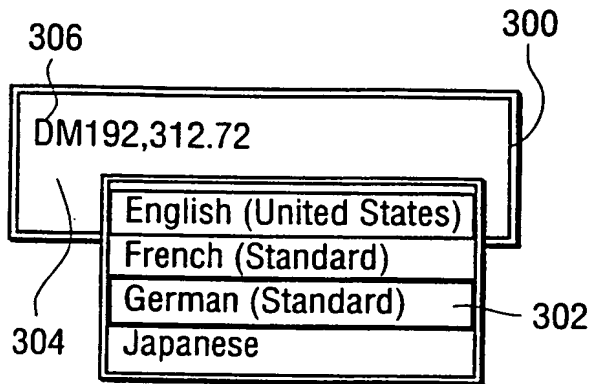 306
300
DM192,312.72
English (United States)
French (Standard)
German (Standard)
302
304
Japanese